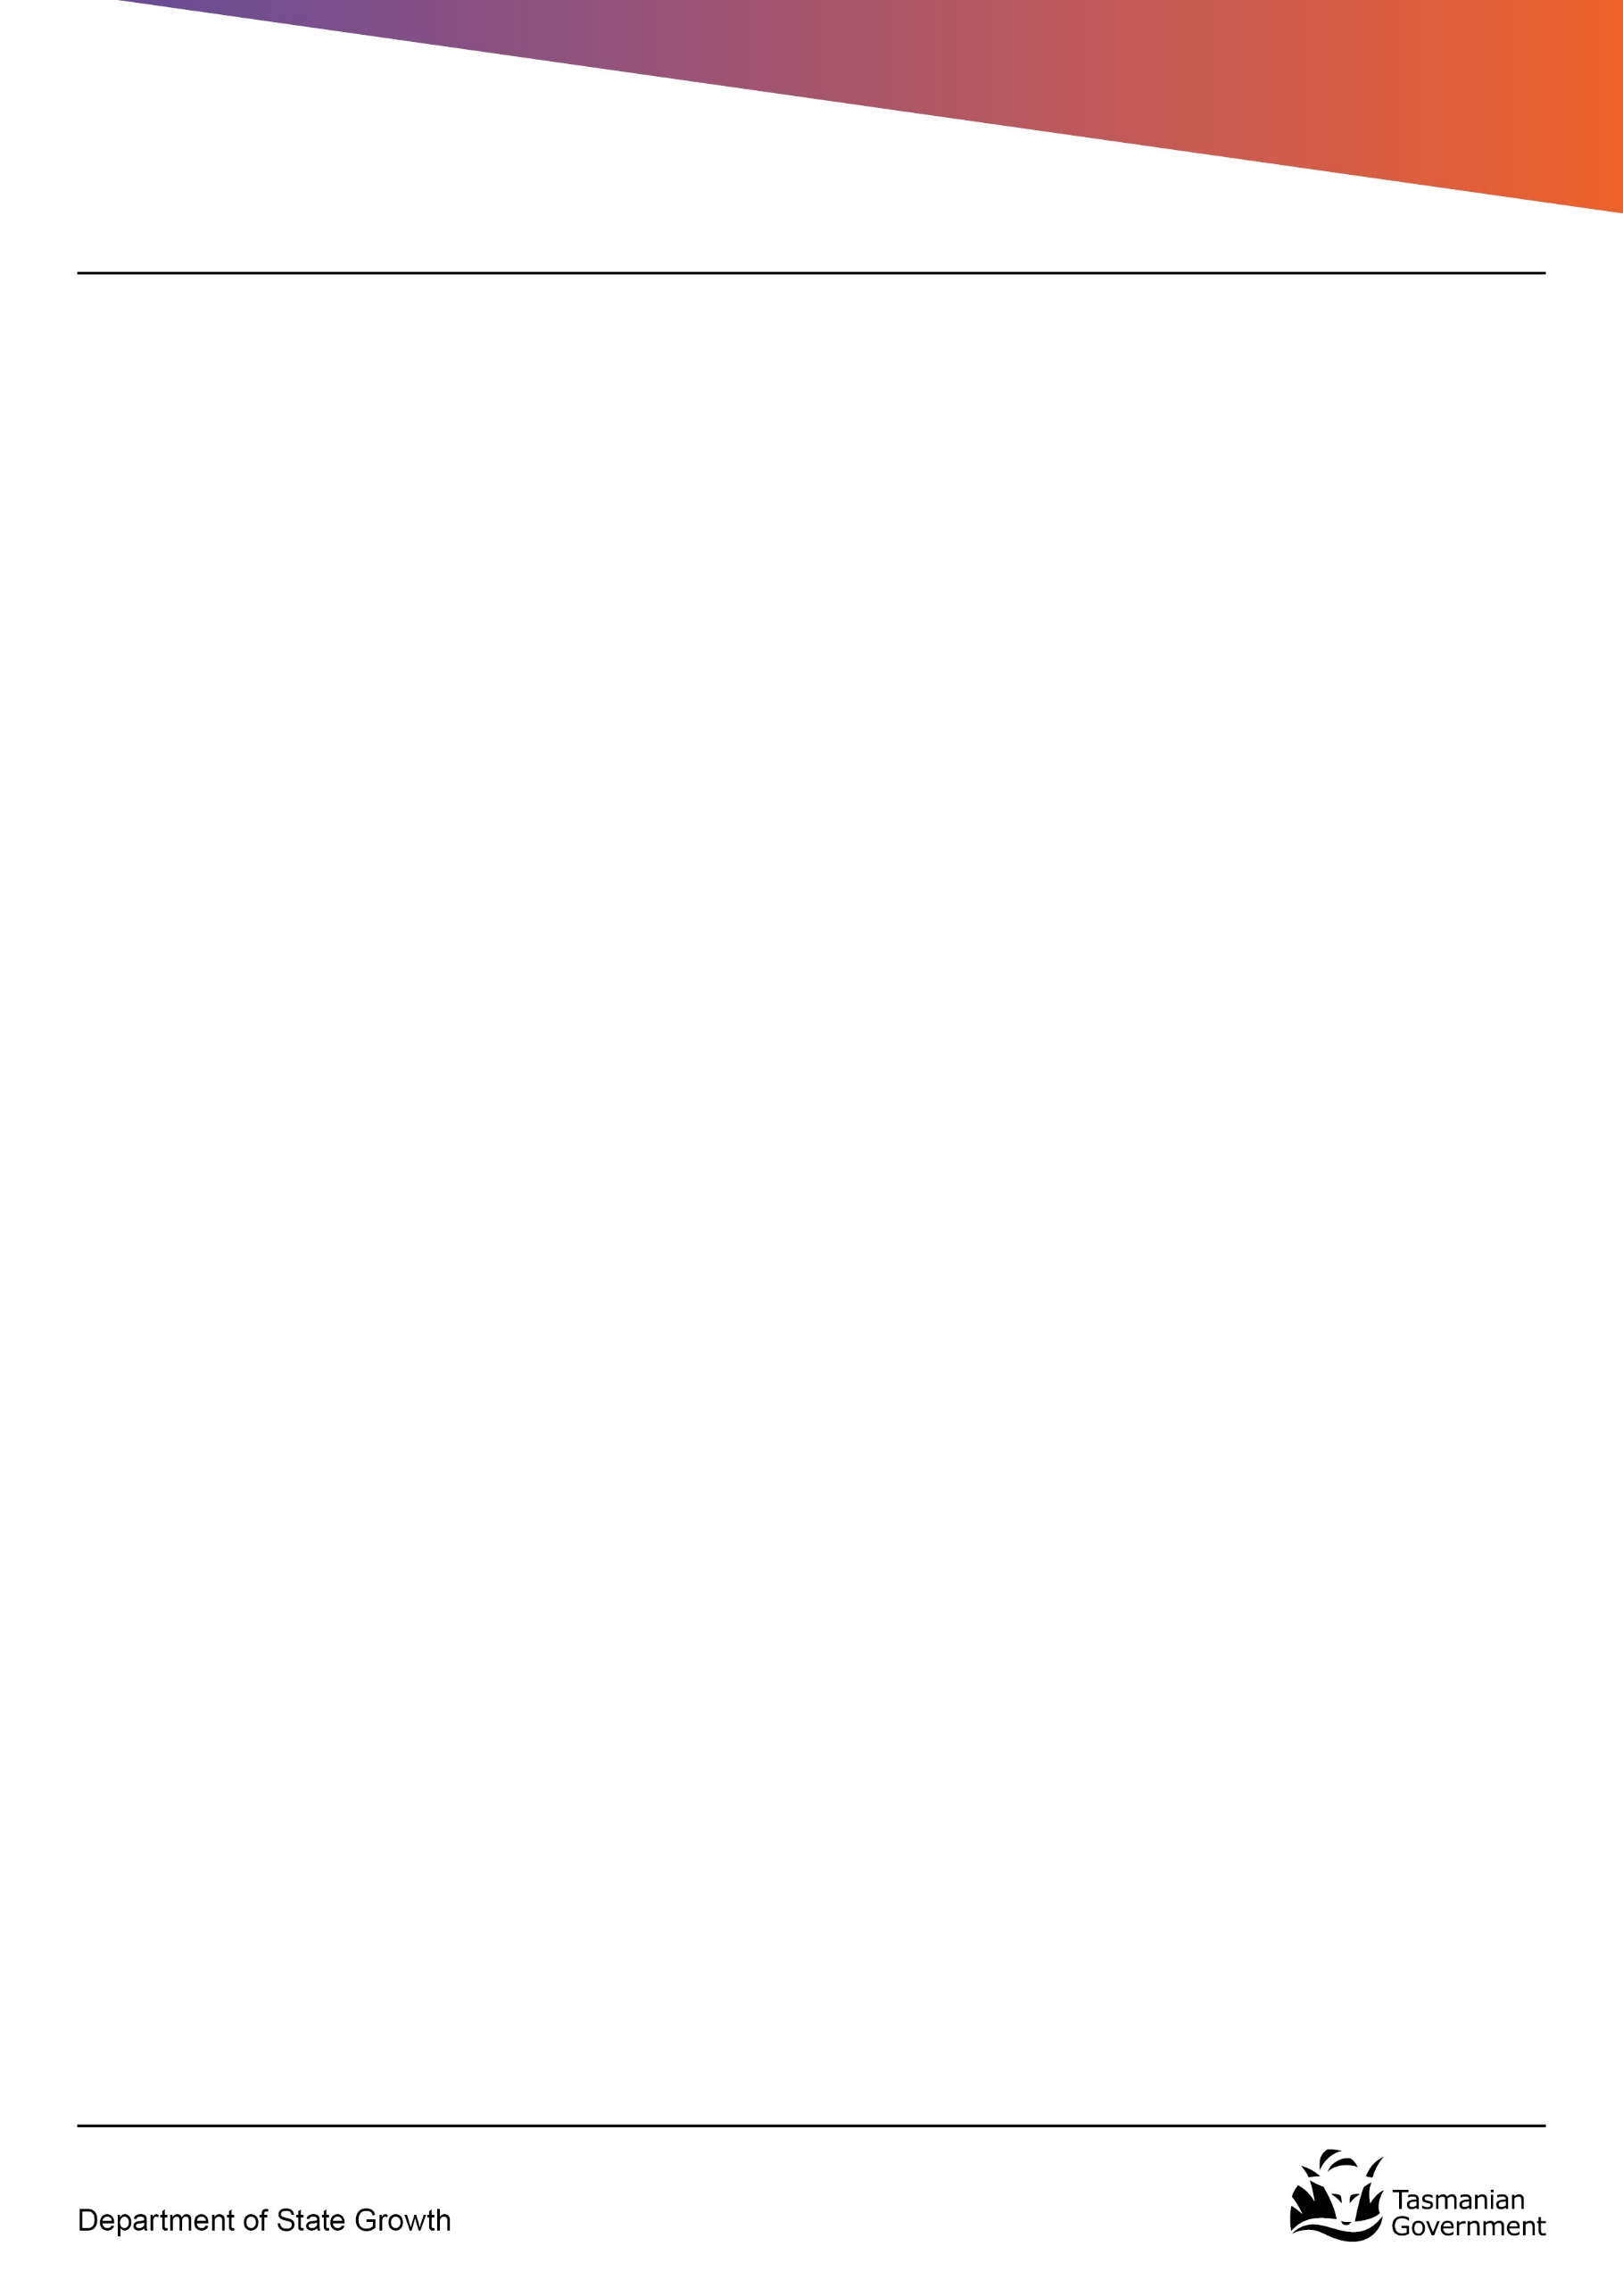 Department of State Growth
Tasmanian
Government